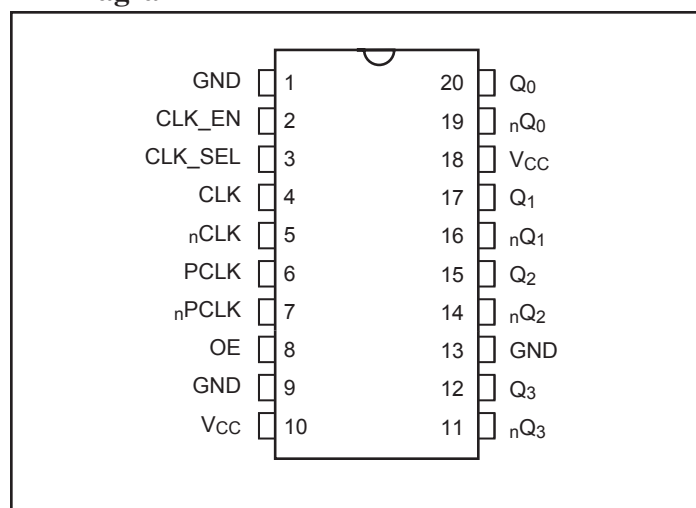 GND 1 20 Q0
CLK_EN 2 19 nQ0
CLK_SEL 3 18 VCC
CLK 4 17 Q1
nCLK 5 16 nQ1
PCLK 6 15 Q2
nPCLK 7 14 nQ2
OE 8 13 GND
GND 9 12 Q3
VCC 10 11 nQ3